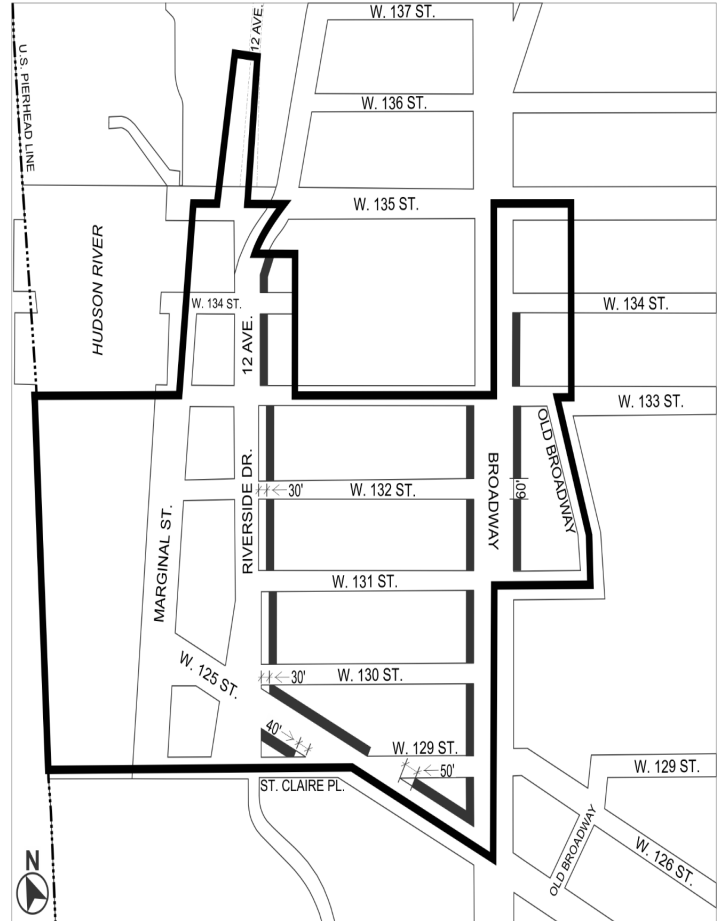 W. 137 ST.
12 AVE.
U.S. PIERHEAD LINE
W. 136 ST.
W. 135 ST.
HUDSON RIVER
W. 134 ST.
W. 134 ST.
12 AVE.
W. 133 ST.
OLD BROADWAY
BROADWAY
RIVERSIDE DR.
30'
W. 132 ST.
60'
MARGINAL ST.
W. 131 ST.
W. 125 ST.
30'
W. 130 ST.
40'
W. 129 ST.
50'
W. 129 ST.
ST. CLAIRE PL.
OLD BROADWAY
W. 126 ST.
N